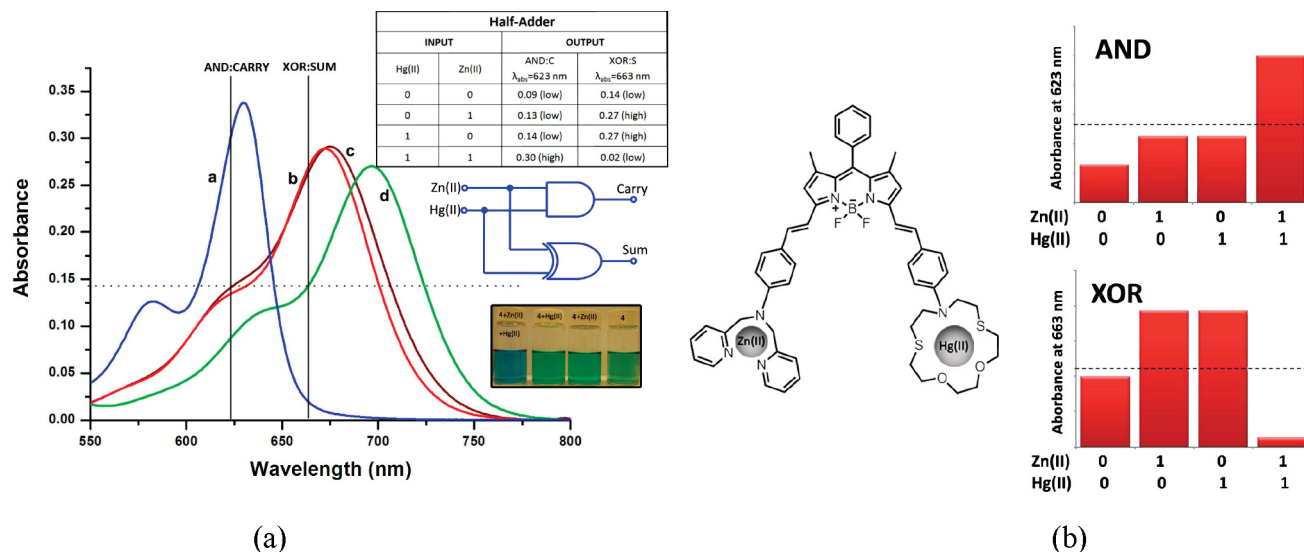 Half-Adder
INPUT OUTPUT
Hg(II) Zn(II) AND:C XOR:S
λabs=623 nm λabs=663 nm
0 0 0.09 (low) 0.14 (low)
0 1 0.13 (low) 0.27 (high)
1 0 0.14 (low) 0.27 (high)
1 1 0.30 (high) 0.02 (low)
AND:CARRY XOR:SUM
Absorbance
0.35
0.30
0.25
0.20
0.15
0.10
0.05
0.00
a b c d
Zn(II)
Hg(II)
Carry
Sum
4+Zn(II) 4+Hg(II) 4+Zn(II) 4
+Hg(II)
550 600 650 700 750 800
Wavelength (nm)
(a)
N N
+ B -
F F
N N
Zn(II) S Hg(II)
N N S
O O
AND
Absorbance at 623 nm
Zn(II) 0 1 0 1
Hg(II) 0 0 1 1
XOR
Absorbance at 663 nm
Zn(II) 0 1 0 1
Hg(II) 0 0 1 1
(b)